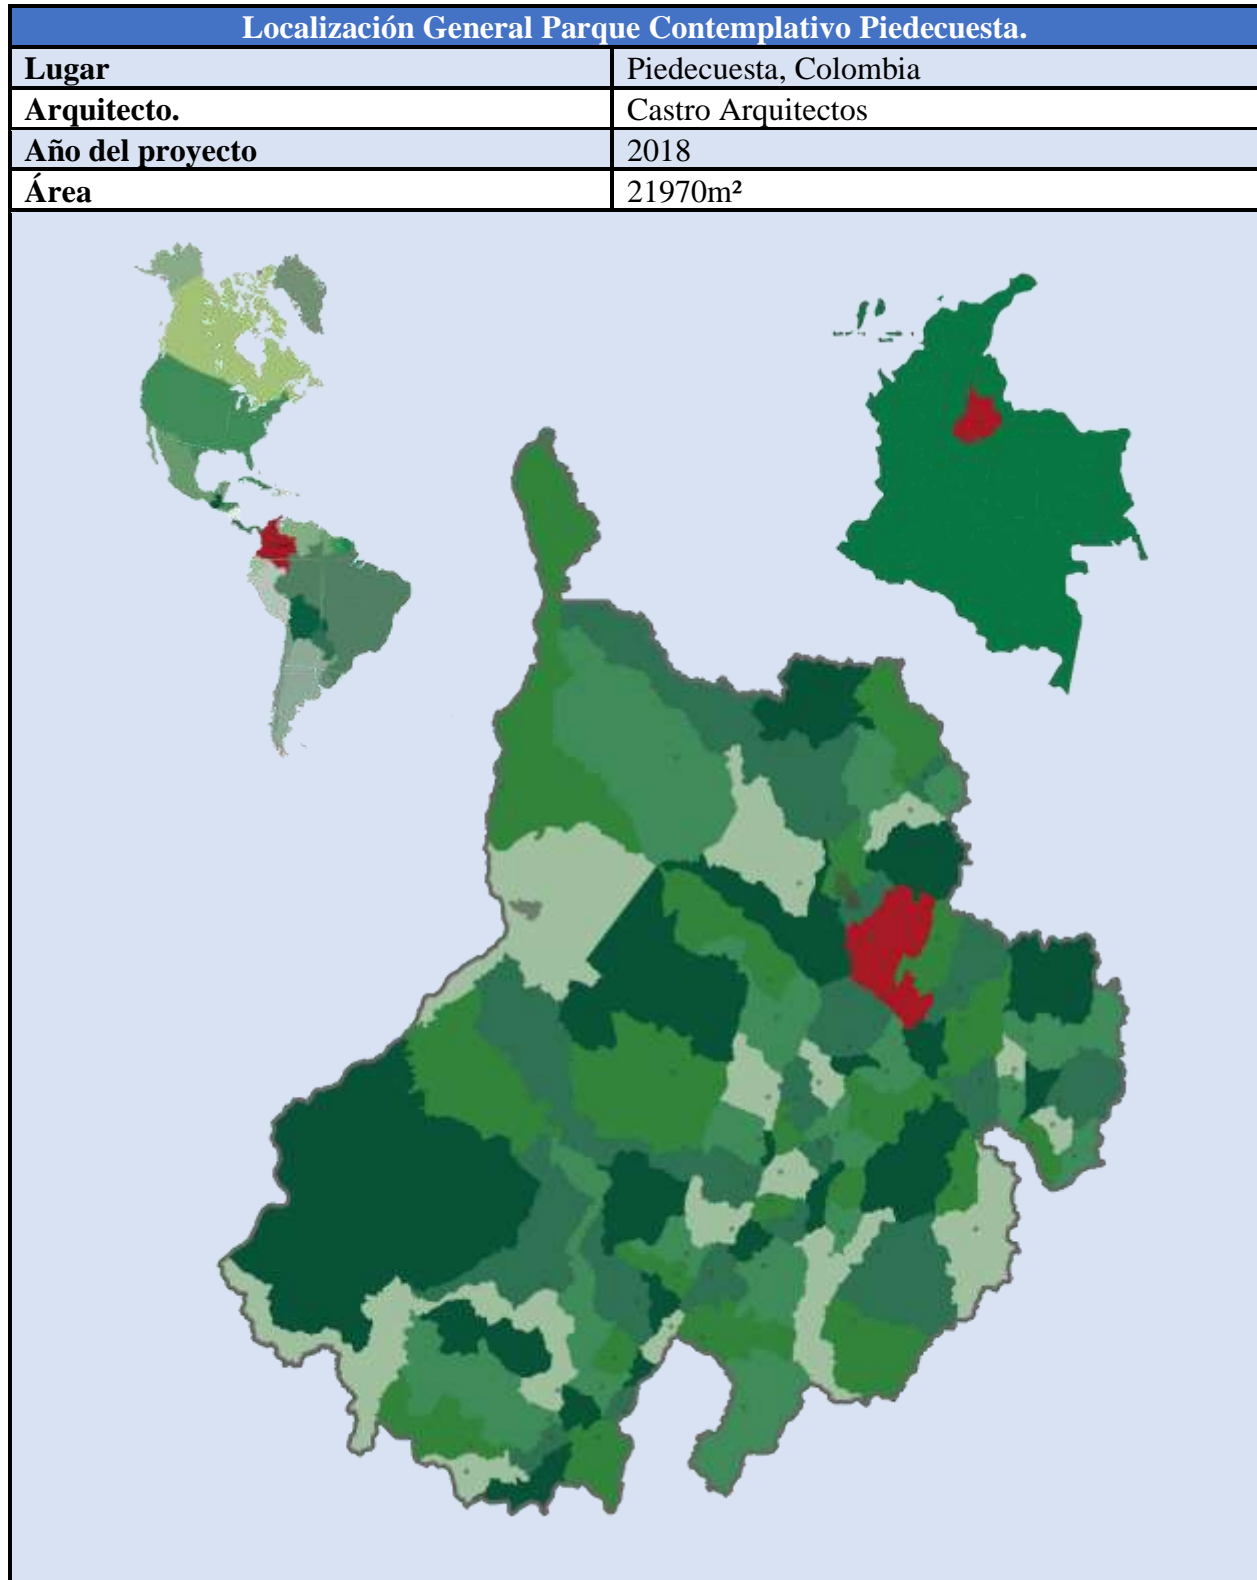 Localización General Parque Contemplativo Piedecuesta.
Lugar Piedecuesta, Colombia
Arquitecto. Castro Arquitectos
Año del proyecto 2018
Área 21970m²